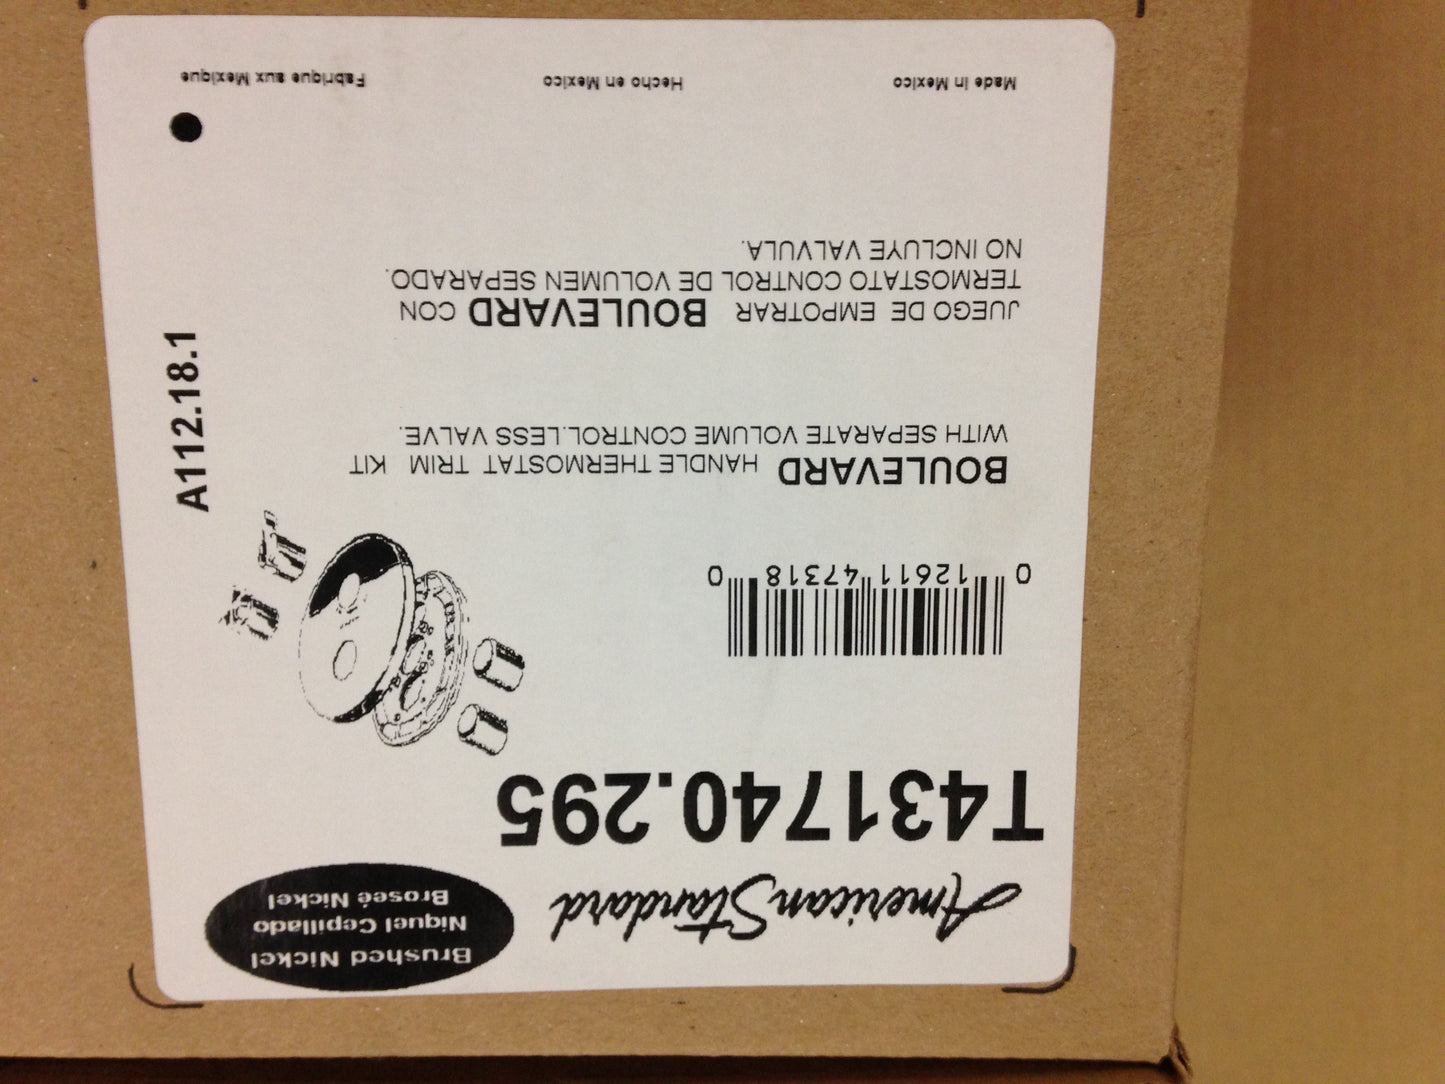 American Standard
Brushed Nickel
Niquel Cepillado
Broseé Nickel
T431740.295
0 12611 47318 0
BOULEVARD HANDLE THERMOSTAT TRIM KIT
WITH SEPARATE VOLUME CONTROL.LESS VALVE.
A112.18.1
JUEGO DE EMPOTRAR BOULEVARD CON
TERMOSTATO CONTROL DE VOLUMEN SEPARADO.
NO INCLUYE VALVULA.
Made in Mexico
Hecho en Mexico
Fabrique aux Mexique